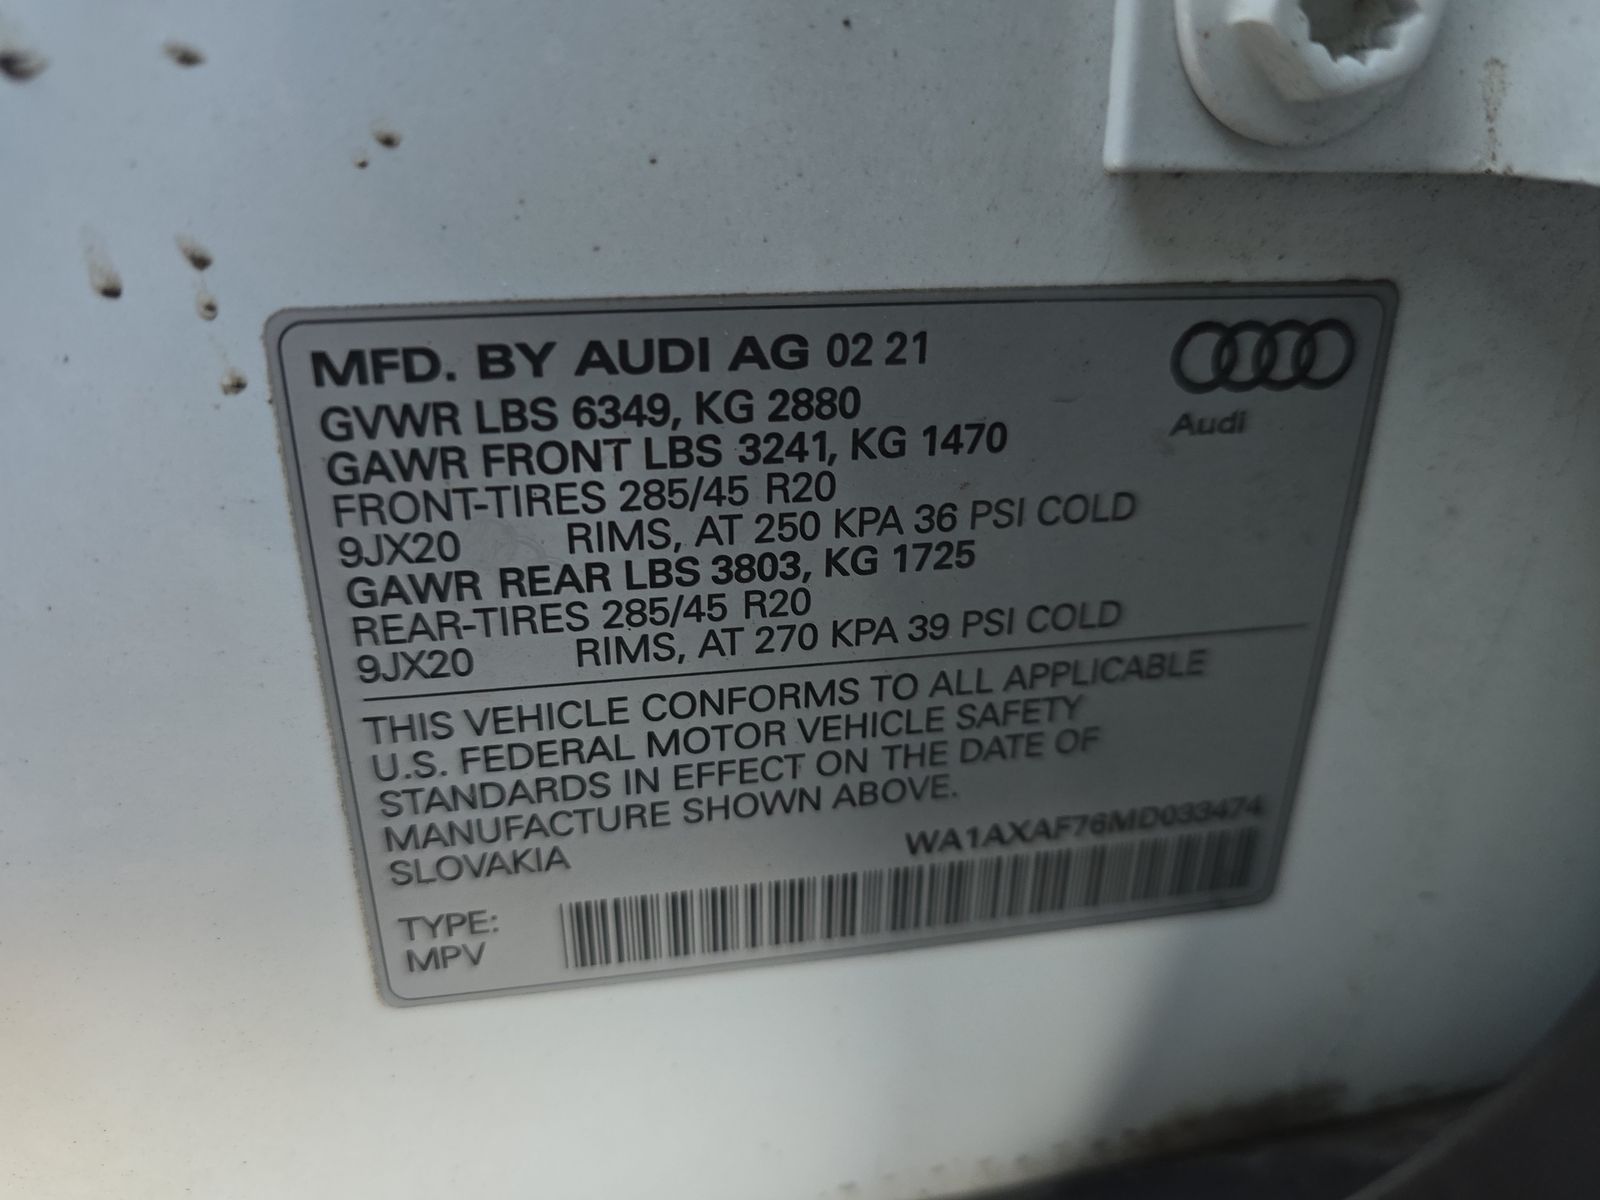 MFD. BY AUDI AG 02 21
Audi
GVWR LBS 6349, KG 2880
GAWR FRONT LBS 3241, KG 1470
FRONT-TIRES 285/45 R20
9JX20 RIMS, AT 250 KPA 36 PSI COLD
GAWR REAR LBS 3803, KG 1725
REAR-TIRES 285/45 R20
9JX20 RIMS, AT 270 KPA 39 PSI COLD
THIS VEHICLE CONFORMS TO ALL APPLICABLE
U.S. FEDERAL MOTOR VEHICLE SAFETY
STANDARDS IN EFFECT ON THE DATE OF
MANUFACTURE SHOWN ABOVE.
SLOVAKIA
WA1AXAF76MD033474
TYPE:
MPV